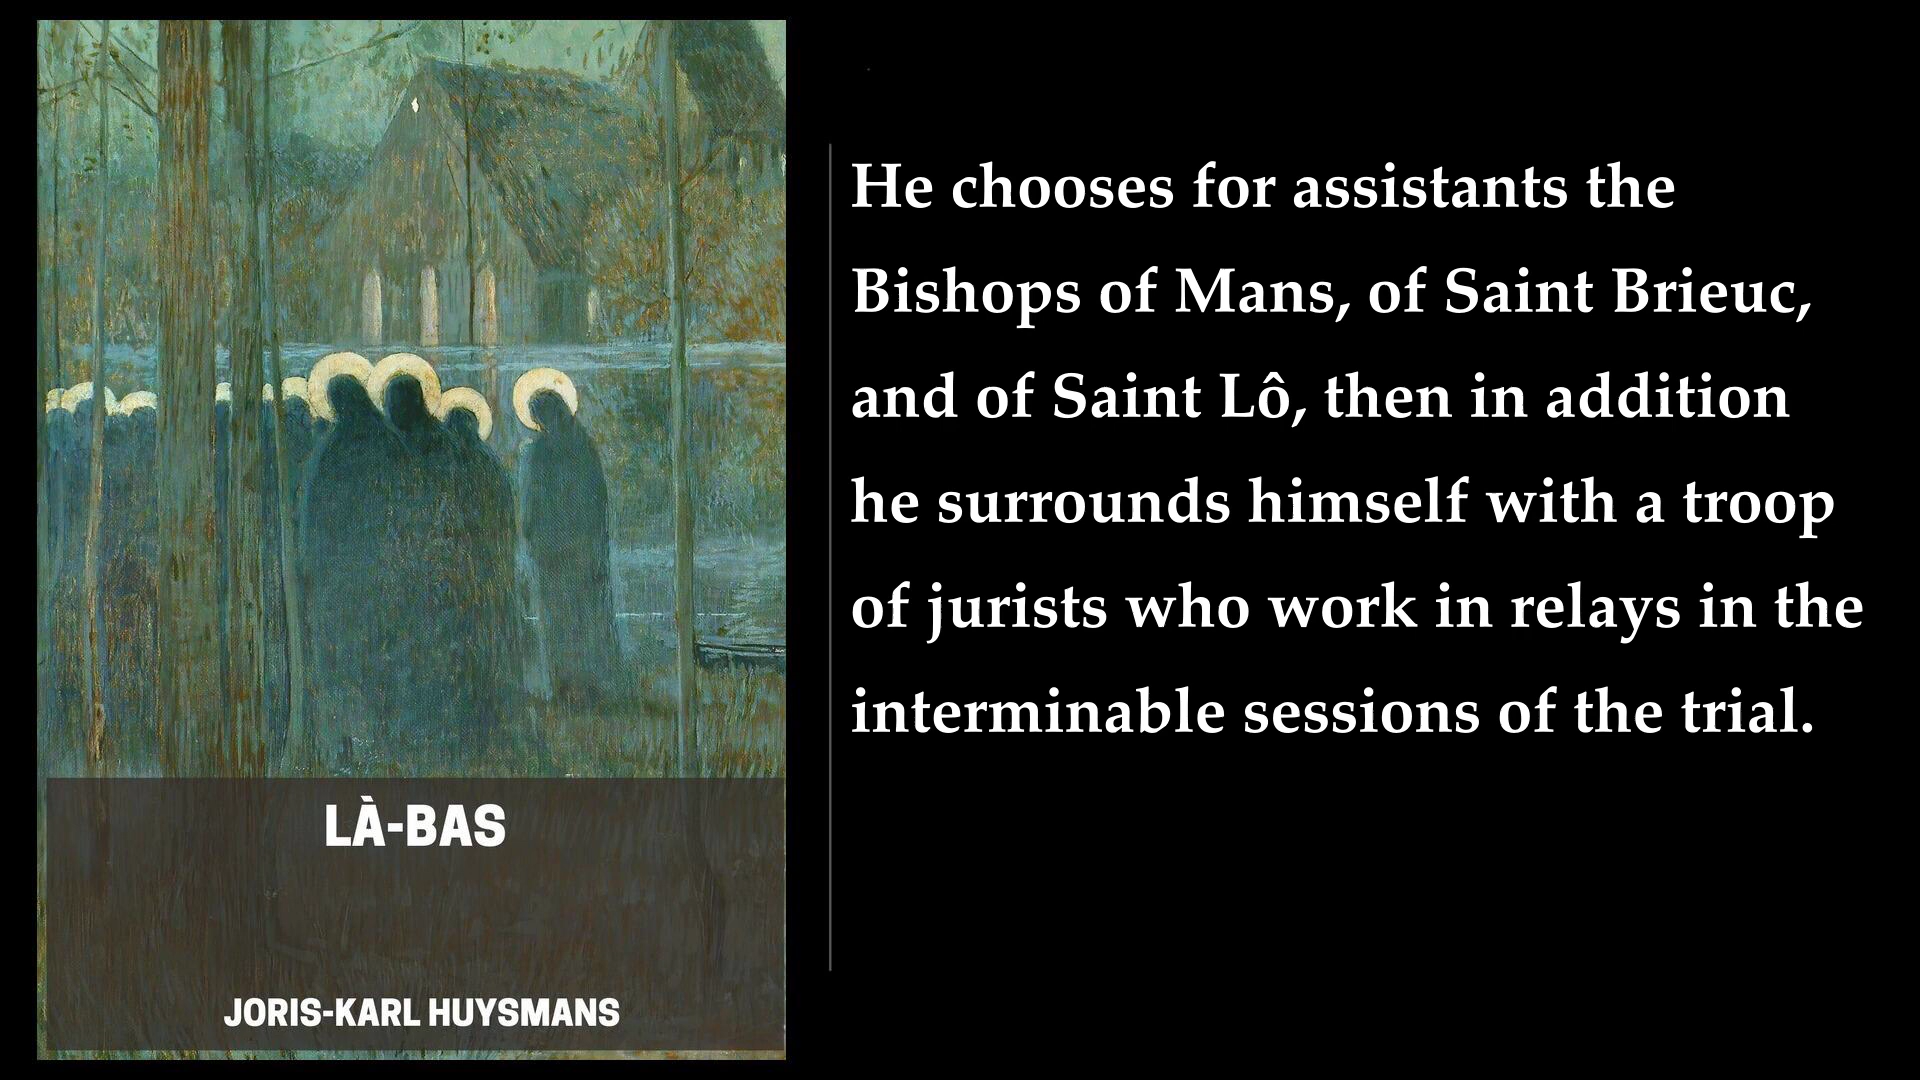 LÀ-BAS
JORIS-KARL HUYSMANS
He chooses for assistants the
Bishops of Mans, of Saint Brieuc,
and of Saint Lô, then in addition
he surrounds himself with a troop
of jurists who work in relays in the
interminable sessions of the trial.